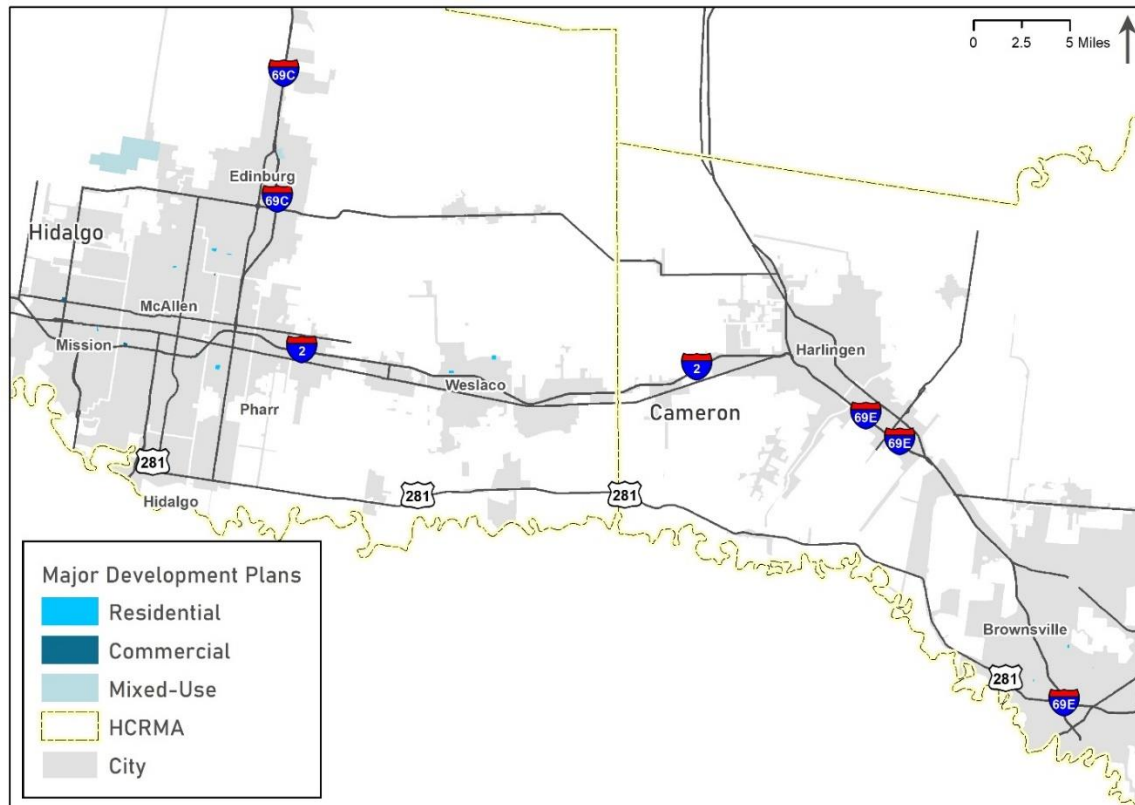 0 2.5 5 Miles
69C
Edinburg
69C
Hidalgo
McAllen
Mission
2
Weslaco
Pharr
2
Harlingen
Cameron
69E
69E
281
Hidalgo
281
281
Brownsville
281
69E
Major Development Plans
Residential
Commercial
Mixed-Use
HCRMA
City